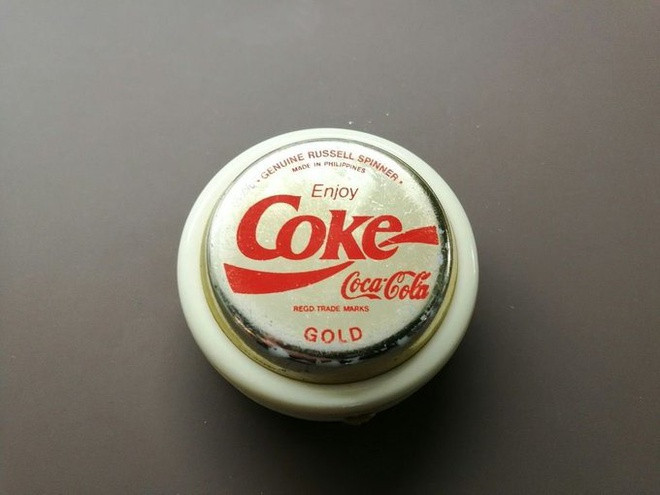 • GENUINE RUSSELL SPINNER •
MADE IN PHILIPPINES
Enjoy
Coke
Coca-Cola
REGD TRADE MARKS
GOLD